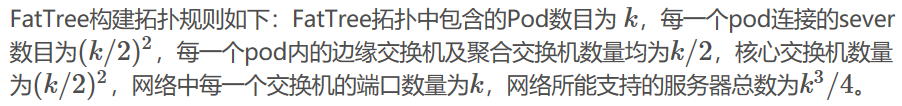 FatTree构建拓扑规则如下：FatTree拓扑中包含的Pod数目为 k，每一个pod连接的sever
数目为(k/2)²，每一个pod内的边缘交换机及聚合交换机数量均为k/2，核心交换机数量
为(k/2)²，网络中每一个交换机的端口数量为k，网络所能支持的服务器总数为k³/4。